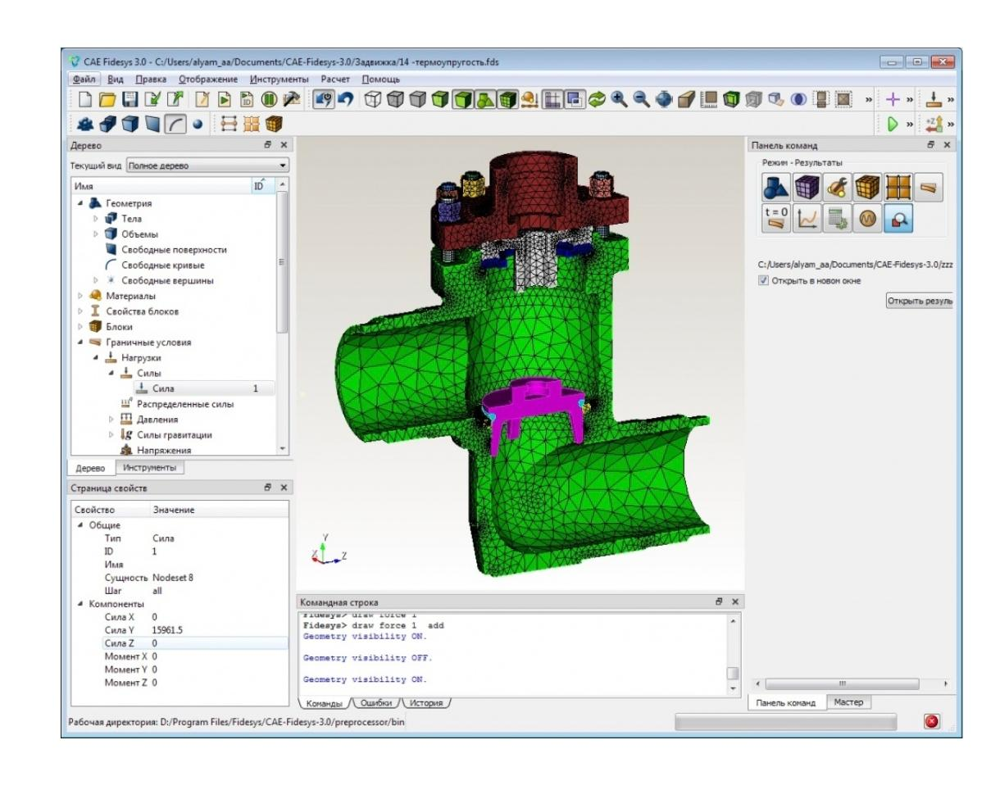 CAE Fidesys 3.0 - C:/Users/alyam_aa/Documents/CAE-Fidesys-3.0/Задвижка/14 -термоупругость.fds
Файл Вид Правка Отображение Инструменты Расчет Помощь
Дерево
Текущий вид Полное дерево
Имя ID
Геометрия
Тела
Объемы
Свободные поверхности
Свободные кривые
Свободные вершины
Материалы
Свойства блоков
Блоки
Граничные условия
Нагрузки
Силы
Сила 1
Распределенные силы
Давления
Силы гравитации
Напряжения
Дерево Инструменты
Страница свойств
Свойство Значение
Общие
Тип Сила
ID 1
Имя
Сущность Nodeset 8
Шаг all
Компоненты
Сила X 0
Сила Y 15961.5
Сила Z 0
Момент X 0
Момент Y 0
Момент Z 0
Y
X Z
Командная строка
Fidesys> draw force 1
Fidesys> draw force 1 add
Geometry visibility ON.
Geometry visibility OFF.
Geometry visibility ON.
Команды Ошибки История
Панель команд
Режим - Результаты
t = 0
C:/Users/alyam_aa/Documents/CAE-Fidesys-3.0/zzz
Открыть в новом окне
Открыть резуль
Панель команд Мастер
Рабочая директория: D:/Program Files/Fidesys/CAE-Fidesys-3.0/preprocessor/bin